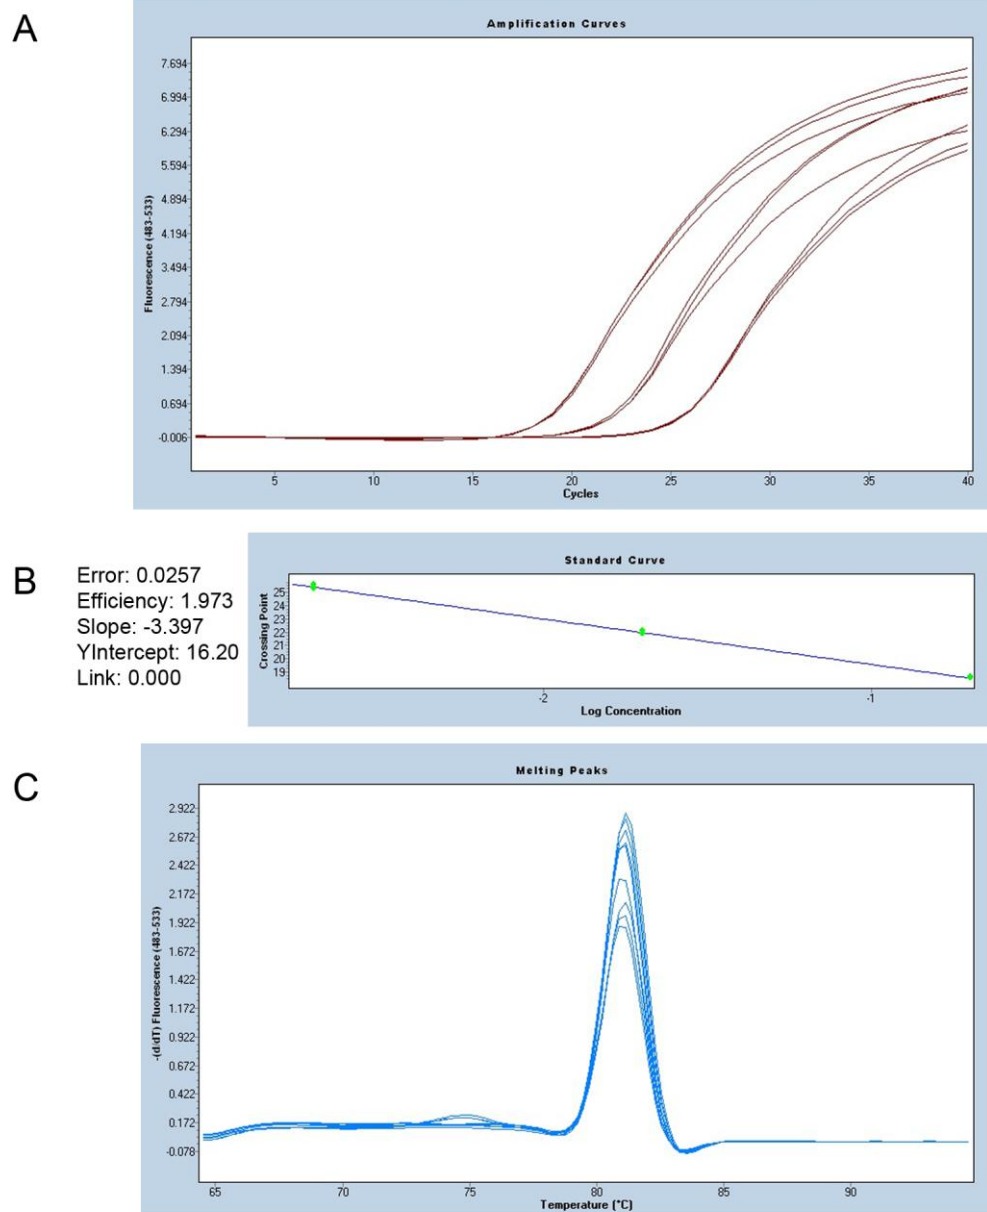 A
Amplification Curves
Fluorescence (483-533)
7.694
6.994
6.294
5.594
4.894
4.194
3.494
2.794
2.094
1.394
0.694
-0.006
5 10 15 20 25 30 35 40
Cycles
B
Error: 0.0257
Efficiency: 1.973
Slope: -3.397
YIntercept: 16.20
Link: 0.000
Standard Curve
Crossing Point
25
24
23
22
21
20
19
-2 -1
Log Concentration
C
Melting Peaks
-(d/dT) Fluorescence (483-533)
2.922
2.672
2.422
2.172
1.922
1.672
1.422
1.172
0.922
0.672
0.422
0.172
-0.078
65 70 75 80 85 90
Temperature (°C)